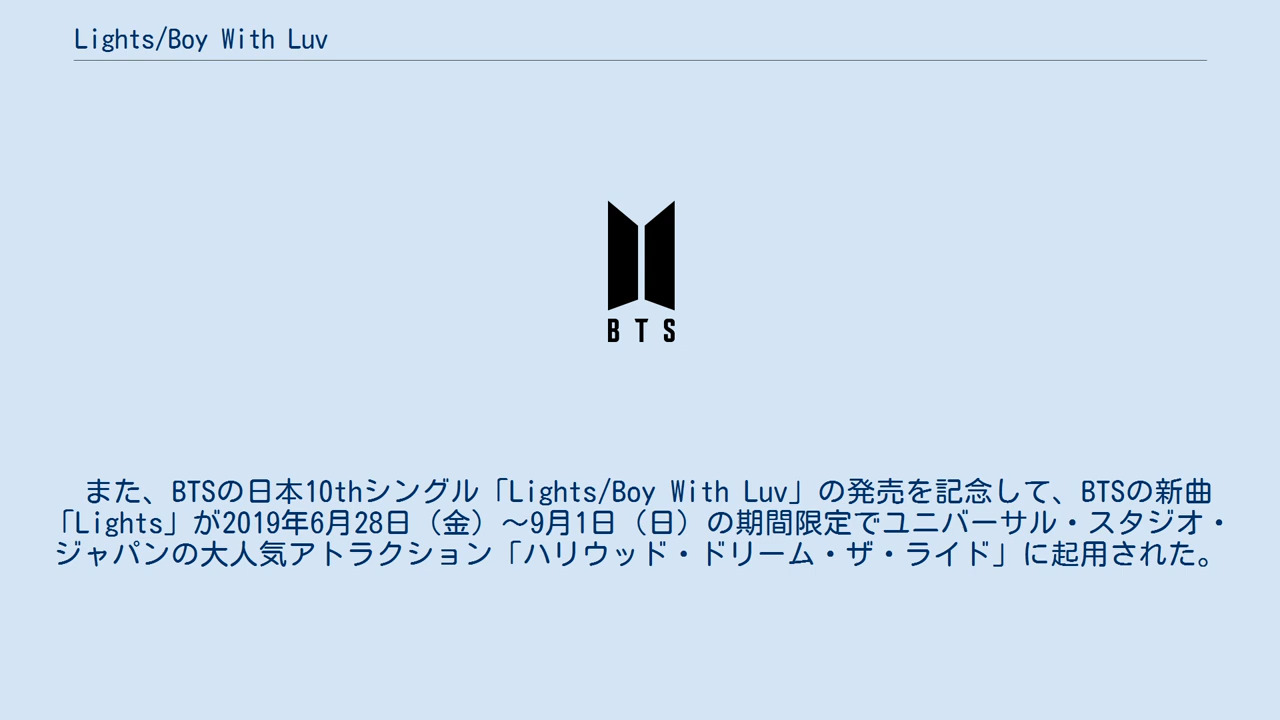 Lights/Boy With Luv
BTS
また、BTSの日本10thシングル「Lights/Boy With Luv」の発売を記念して、BTSの新曲
「Lights」が2019年6月28日（金）～9月1日（日）の期間限定でユニバーサル・スタジオ・
ジャパンの大人気アトラクション「ハリウッド・ドリーム・ザ・ライド」に起用された。